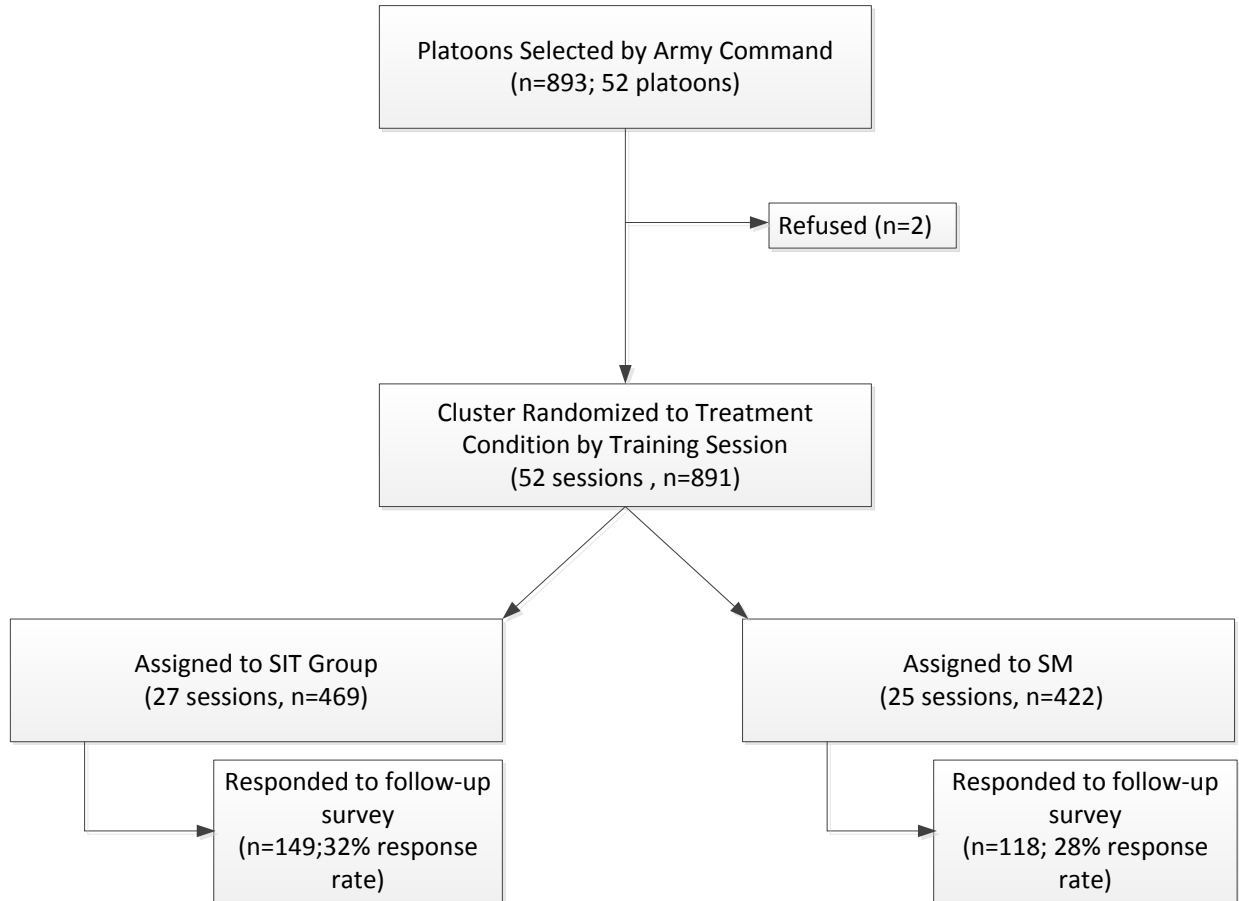 Platoons Selected by Army Command
(n=893; 52 platoons)
Refused (n=2)
Cluster Randomized to Treatment
Condition by Training Session
(52 sessions , n=891)
Assigned to SIT Group
(27 sessions, n=469)
Assigned to SM
(25 sessions, n=422)
Responded to follow-up
survey
(n=149;32% response
rate)
Responded to follow-up
survey
(n=118; 28% response
rate)